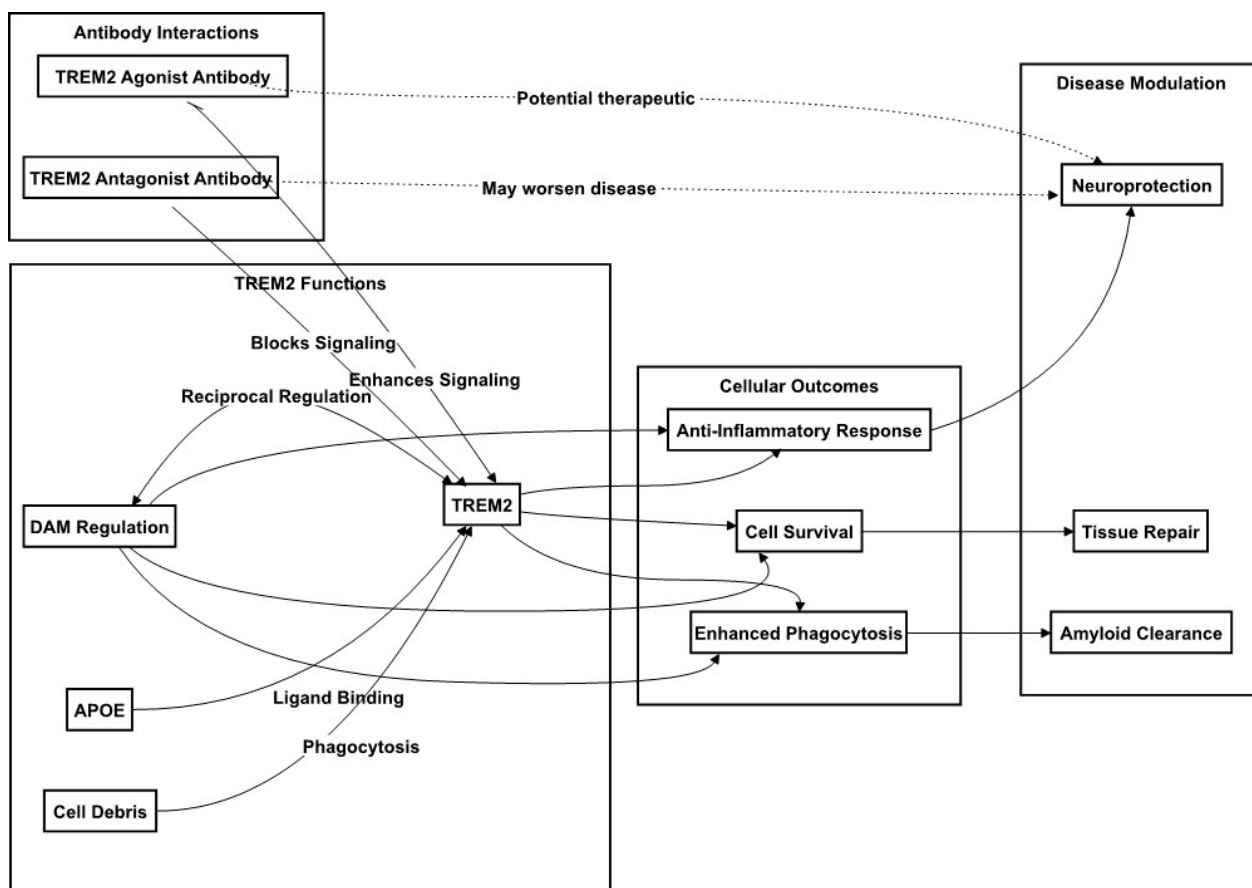 Antibody Interactions
TREM2 Agonist Antibody
TREM2 Antagonist Antibody
Potential therapeutic
May worsen disease
Disease Modulation
Neuroprotection
TREM2 Functions
Blocks Signaling
Enhances Signaling
Reciprocal Regulation
DAM Regulation
TREM2
APOE
Ligand Binding
Phagocytosis
Cell Debris
Cellular Outcomes
Anti-Inflammatory Response
Cell Survival
Enhanced Phagocytosis
Tissue Repair
Amyloid Clearance